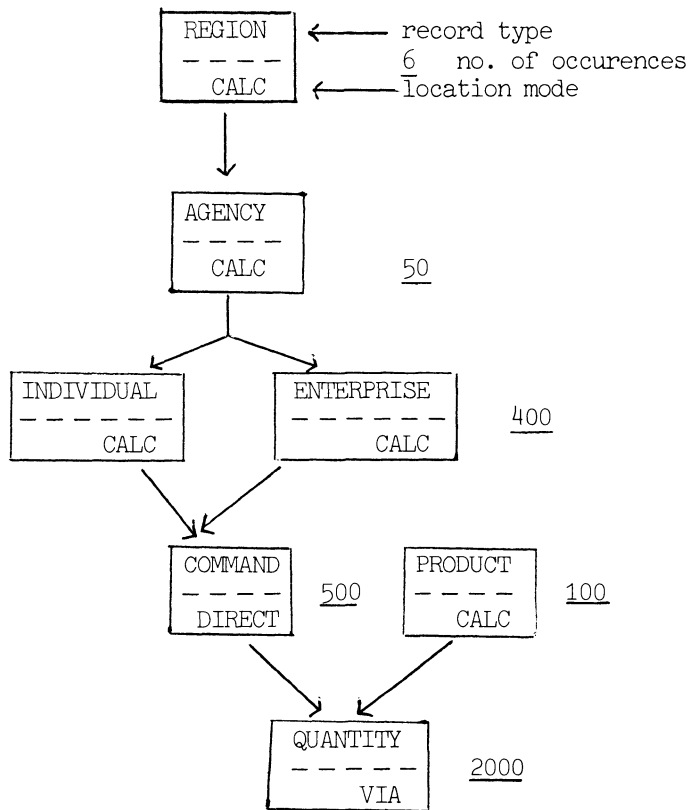 REGION
record type
6 no. of occurences
CALC
location mode
AGENCY
CALC
50
INDIVIDUAL
CALC
ENTERPRISE
CALC
400
COMMAND
DIRECT
500
PRODUCT
CALC
100
QUANTITY
VIA
2000